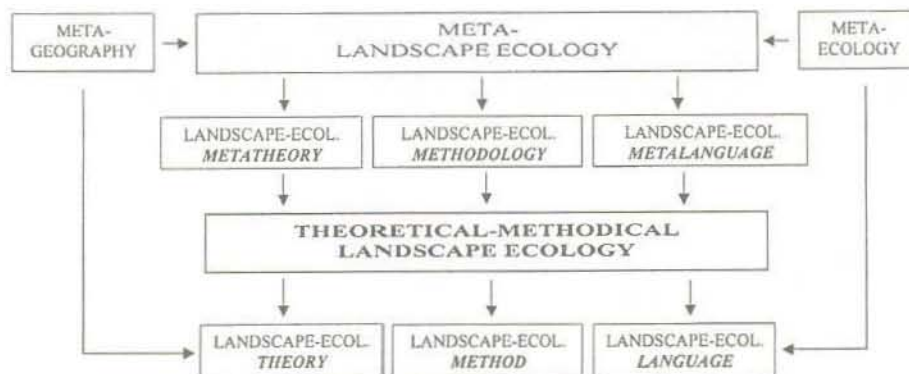 META-
GEOGRAPHY
META-
LANDSCAPE ECOLOGY
META-
ECOLOGY
LANDSCAPE-ECOL.
METATHEORY
LANDSCAPE-ECOL.
METHODOLOGY
LANDSCAPE-ECOL.
METALANGUAGE
THEORETICAL-METHODICAL
LANDSCAPE ECOLOGY
LANDSCAPE-ECOL.
THEORY
LANDSCAPE-ECOL.
METHOD
LANDSCAPE-ECOL.
LANGUAGE